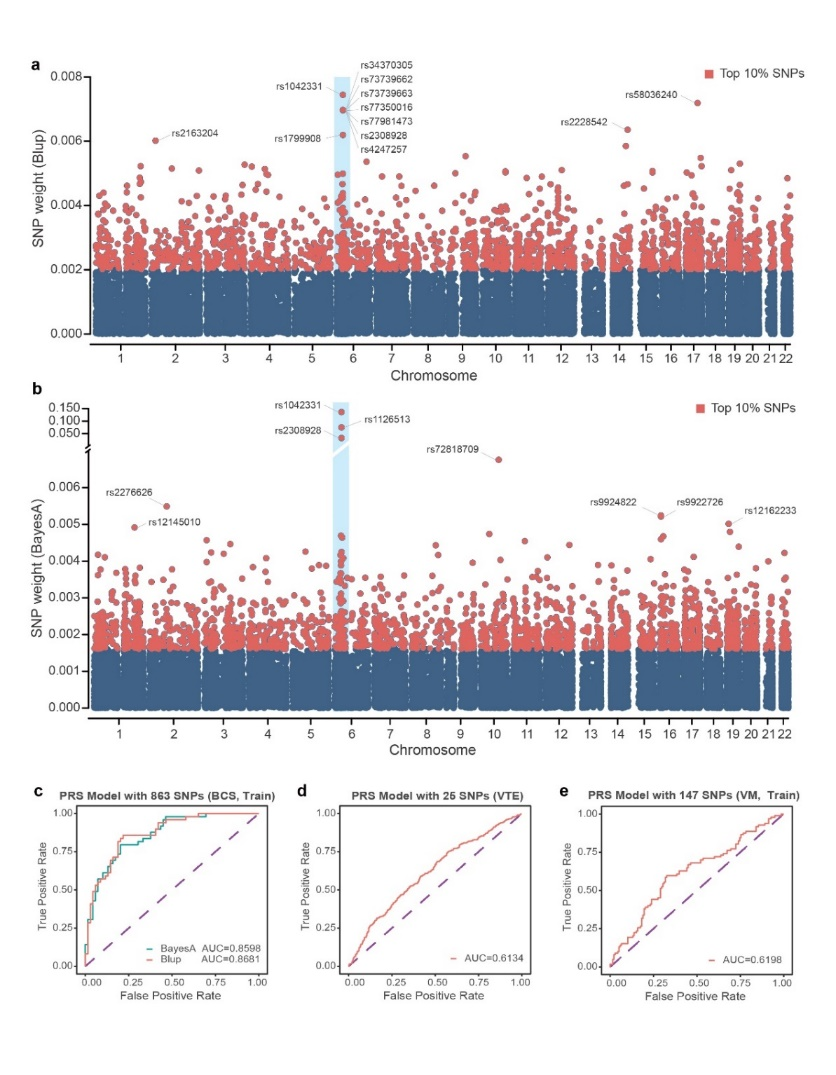 a
Top 10% SNPs
SNP weight (Blup)
0.008
0.006
0.004
0.002
0.000
rs34370305
rs73739662
rs73739663
rs77350016
rs77981473
rs2308928
rs4247257
rs1042331
rs1799908
rs2163204
rs2228542
rs58036240
1 2 3 4 5 6 7 8 9 10 11 12 13 14 15 16 17 18 19 20 21 22
Chromosome
b
Top 10% SNPs
SNP weight (BayesA)
0.150
0.100
0.050
0.006
0.005
0.004
0.003
0.002
0.001
0.000
rs1042331
rs1126513
rs2308928
rs72818709
rs2276626
rs12145010
rs9924822
rs9922726
rs12162233
1 2 3 4 5 6 7 8 9 10 11 12 13 14 15 16 17 18 19 20 21 22
Chromosome
c
PRS Model with 863 SNPs (BCS, Train)
True Positive Rate
1.00
0.75
0.50
0.25
0.00
BayesA AUC=0.8598
Blup AUC=0.8681
0.00 0.25 0.50 0.75 1.00
False Positive Rate
d
PRS Model with 25 SNPs (VTE)
True Positive Rate
1.00
0.75
0.50
0.25
0.00
AUC=0.6134
0.00 0.25 0.50 0.75 1.00
False Positive Rate
e
PRS Model with 147 SNPs (VM, Train)
True Positive Rate
1.00
0.75
0.50
0.25
0.00
AUC=0.6198
0.00 0.25 0.50 0.75 1.00
False Positive Rate